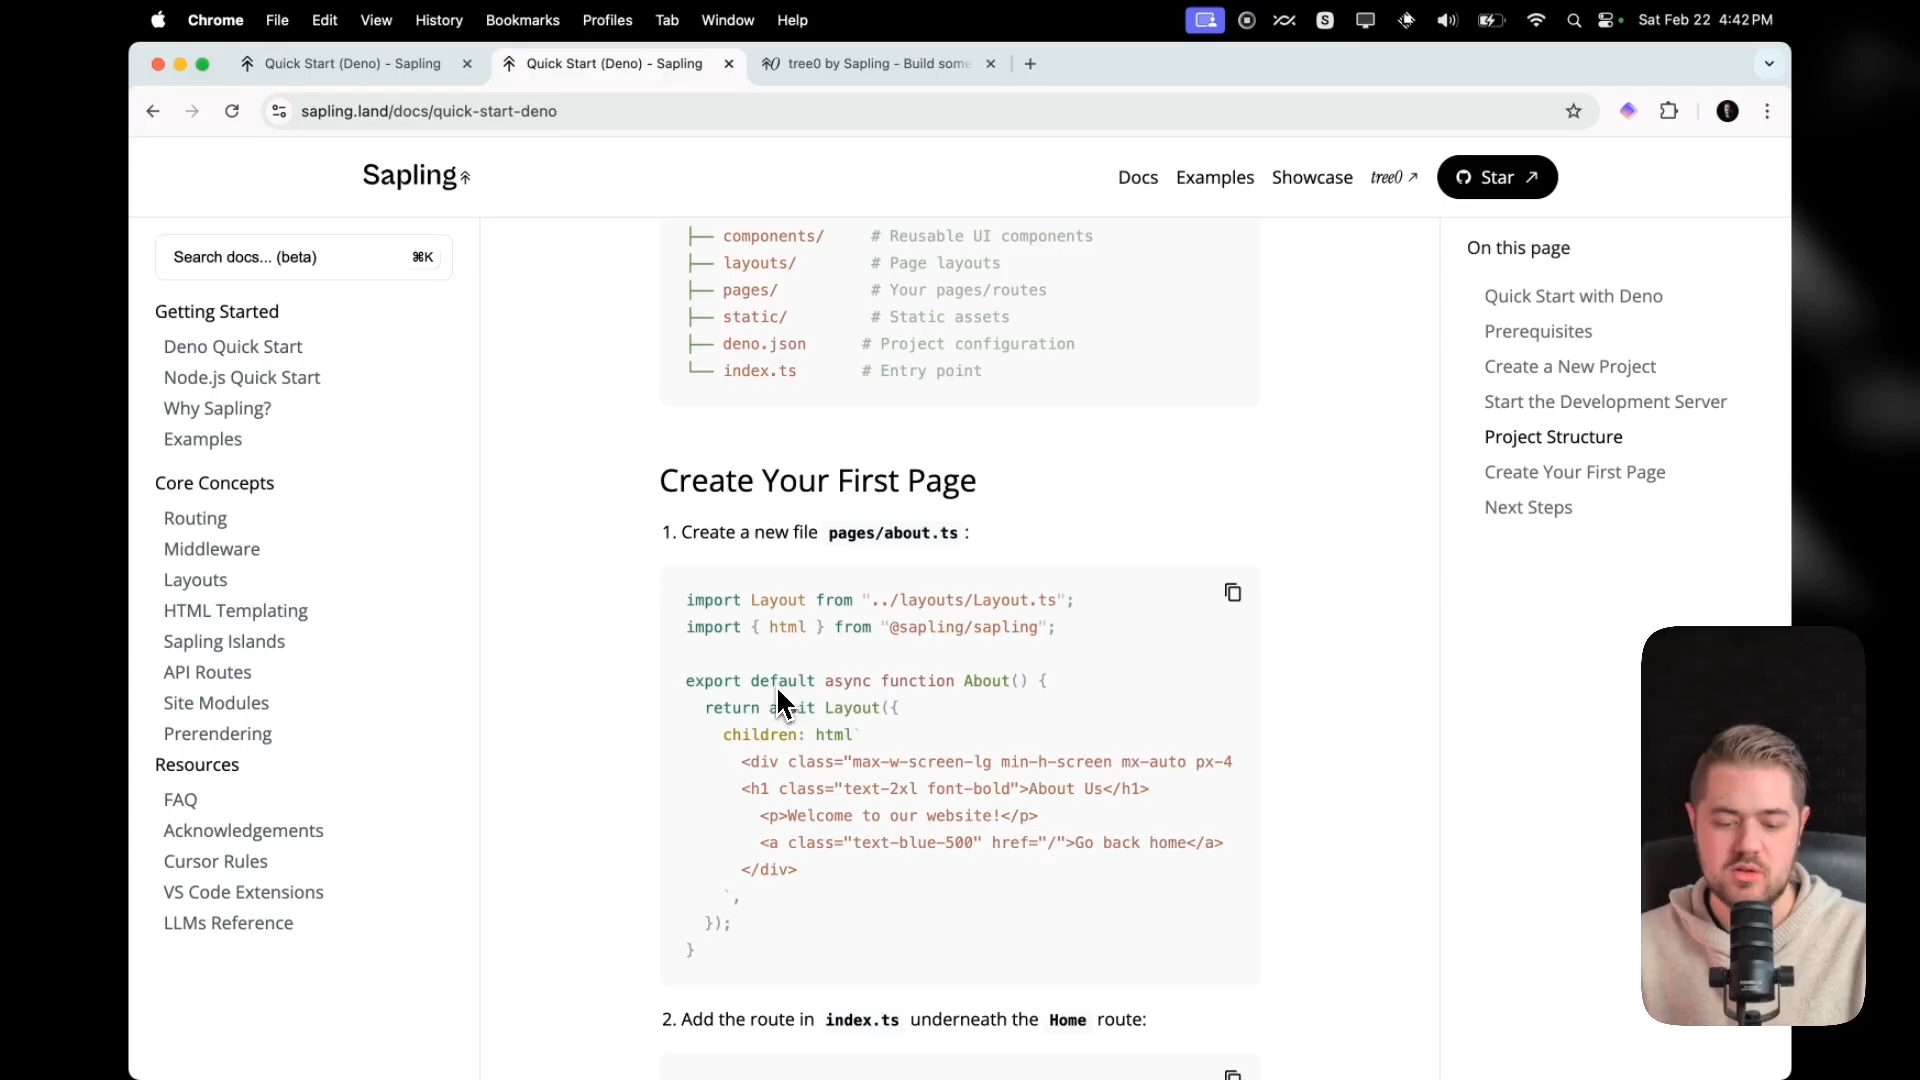 Chrome File Edit View History Bookmarks Profiles Tab Window Help
S
Sat Feb 22 4:42 PM
Quick Start (Deno) - Sapling
Quick Start (Deno) - Sapling
tree0 by Sapling - Build some
sapling.land/docs/quick-start-deno
Sapling
Docs Examples Showcase tree0 ↗ Star ↗
Search docs... (beta) ⌘K
Getting Started
Deno Quick Start
Node.js Quick Start
Why Sapling?
Examples
Core Concepts
Routing
Middleware
Layouts
HTML Templating
Sapling Islands
API Routes
Site Modules
Prerendering
Resources
FAQ
Acknowledgements
Cursor Rules
VS Code Extensions
LLMs Reference
├── components/ # Reusable UI components
├── layouts/ # Page layouts
├── pages/ # Your pages/routes
├── static/ # Static assets
├── deno.json # Project configuration
└── index.ts # Entry point
Create Your First Page
1. Create a new file pages/about.ts :
import Layout from "../layouts/Layout.ts";
import { html } from "@sapling/sapling";
export default async function About() {
return await Layout({
children: html`
<div class="max-w-screen-lg min-h-screen mx-auto px-4
<h1 class="text-2xl font-bold">About Us</h1>
<p>Welcome to our website!</p>
<a class="text-blue-500" href="/">Go back home</a>
</div>
`,
});
}
2. Add the route in index.ts underneath the Home route:
On this page
Quick Start with Deno
Prerequisites
Create a New Project
Start the Development Server
Project Structure
Create Your First Page
Next Steps